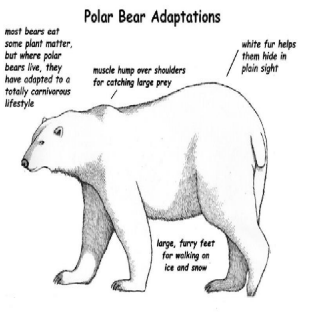 Polar Bear Adaptations
most bears eat
some plant matter,
but where polar
bears live, they
have adapted to a
totally carnivorous
lifestyle
muscle hump over shoulders
for catching large prey
white fur helps
them hide in
plain sight
large, furry feet
for walking on
ice and snow